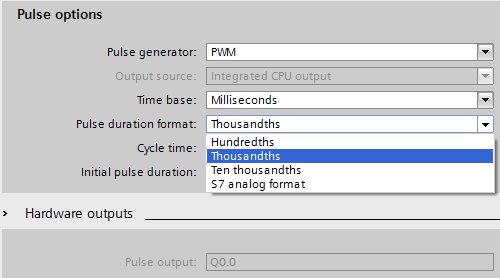 Pulse options
Pulse generator: PWM
Output source: Integrated CPU output
Time base: Milliseconds
Pulse duration format: Thousandths
Cycle time: Hundredths
Thousandths
Initial pulse duration: Ten thousandths
S7 analog format
Hardware outputs
Pulse output: Q0.0